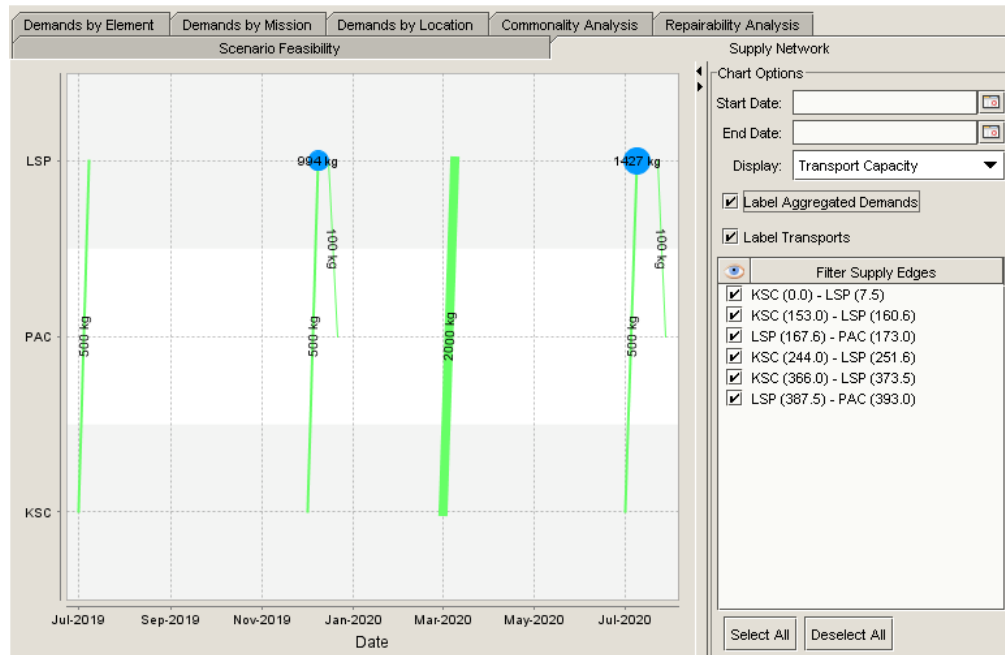 Demands by Element Demands by Mission Demands by Location Commonality Analysis Repairability Analysis
Scenario Feasibility Supply Network
Chart Options
Start Date:
End Date:
Display: Transport Capacity
Label Aggregated Demands
Label Transports
Filter Supply Edges
KSC (0.0) - LSP (7.5)
KSC (153.0) - LSP (160.6)
LSP (167.6) - PAC (173.0)
KSC (244.0) - LSP (251.6)
KSC (366.0) - LSP (373.5)
LSP (387.5) - PAC (393.0)
Select All Deselect All
LSP
994 kg
1427 kg
100 kg
100 kg
PAC
500 kg
500 kg
2000 kg
500 kg
KSC
Jul-2019 Sep-2019 Nov-2019 Jan-2020 Mar-2020 May-2020 Jul-2020
Date